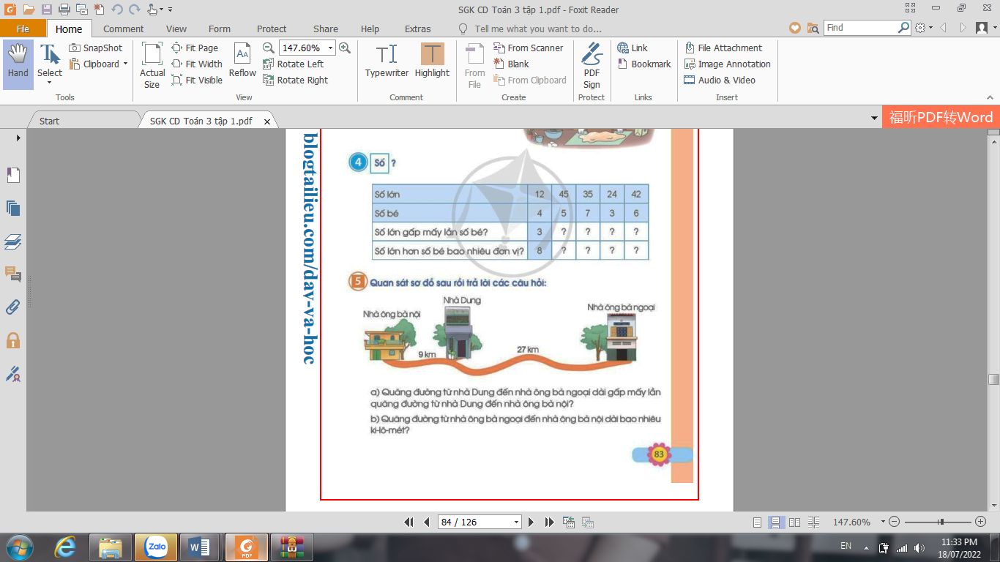 SGK CD Toán 3 tập 1.pdf - Foxit Reader
File Home Comment View Form Protect Share Help Extras Tell me what you want to do... Find
Hand
Select
SnapShot
Clipboard
Tools
Actual Size
Fit Page
Fit Width
Fit Visible
Reflow
147.60%
Rotate Left
Rotate Right
View
Typewriter
Highlight
Comment
From File
From Scanner
Blank
From Clipboard
Create
PDF Sign
Protect
Link
Bookmark
Links
File Attachment
Image Annotation
Audio & Video
Insert
Start
SGK CD Toán 3 tập 1.pdf x
福昕PDF转Word
blogtailieu.com/day-va-hoc
4 Số ?
Số lớn 12 45 35 24 42
Số bé 4 5 7 3 6
Số lớn gấp mấy lần số bé? 3 ? ? ? ?
Số lớn hơn số bé bao nhiêu đơn vị? 8 ? ? ? ?
5 Quan sát sơ đồ sau rồi trả lời các câu hỏi:
Nhà Dung
Nhà ông bà nội
Nhà ông bà ngoại
9 km
27 km
a) Quãng đường từ nhà Dung đến nhà ông bà ngoại dài gấp mấy lần
quãng đường từ nhà Dung đến nhà ông bà nội?
b) Quãng đường từ nhà ông bà ngoại đến nhà ông bà nội dài bao nhiêu
ki-lô-mét?
83
84 / 126
147.60%
Zalo
W
PDF
EN
11:33 PM
18/07/2022